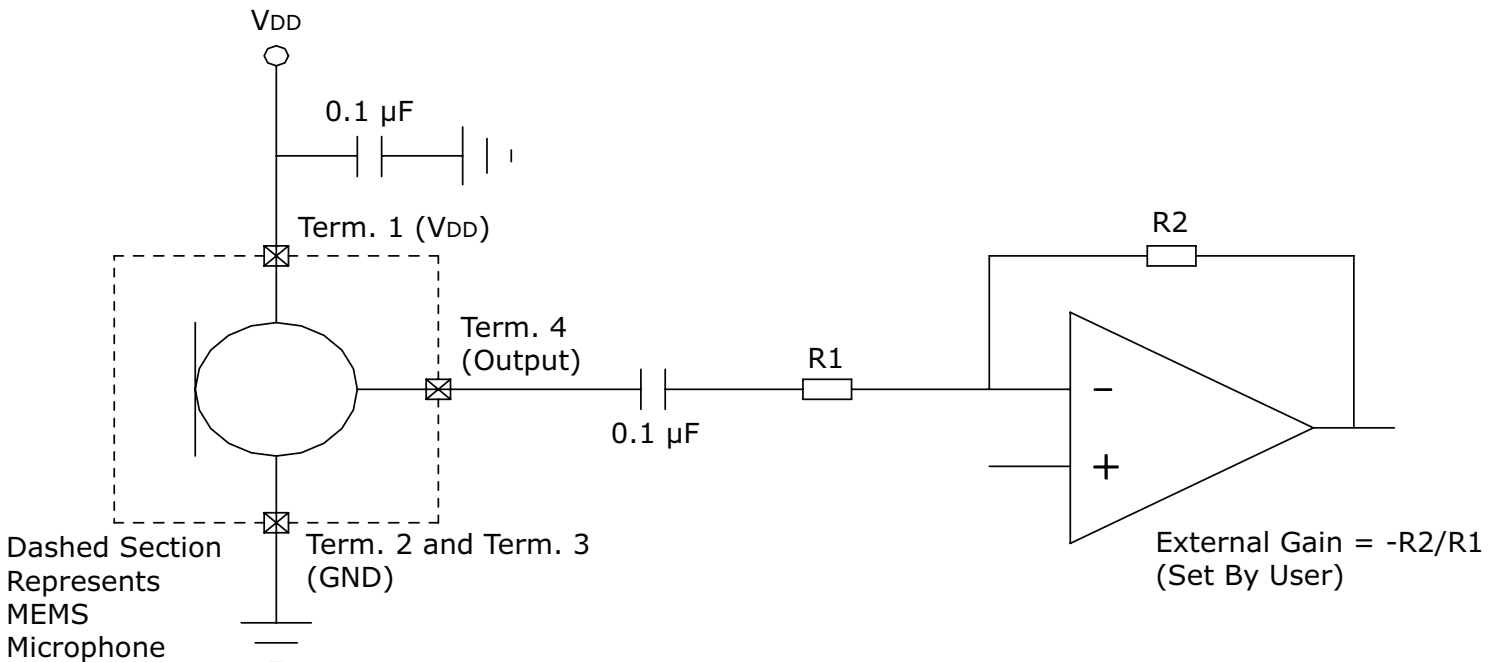 VDD
0.1 µF
Term. 1 (VDD)
R2
Term. 4
(Output)
R1
0.1 µF
−
+
Dashed Section
Represents
MEMS
Microphone
Term. 2 and Term. 3
(GND)
External Gain = -R2/R1
(Set By User)